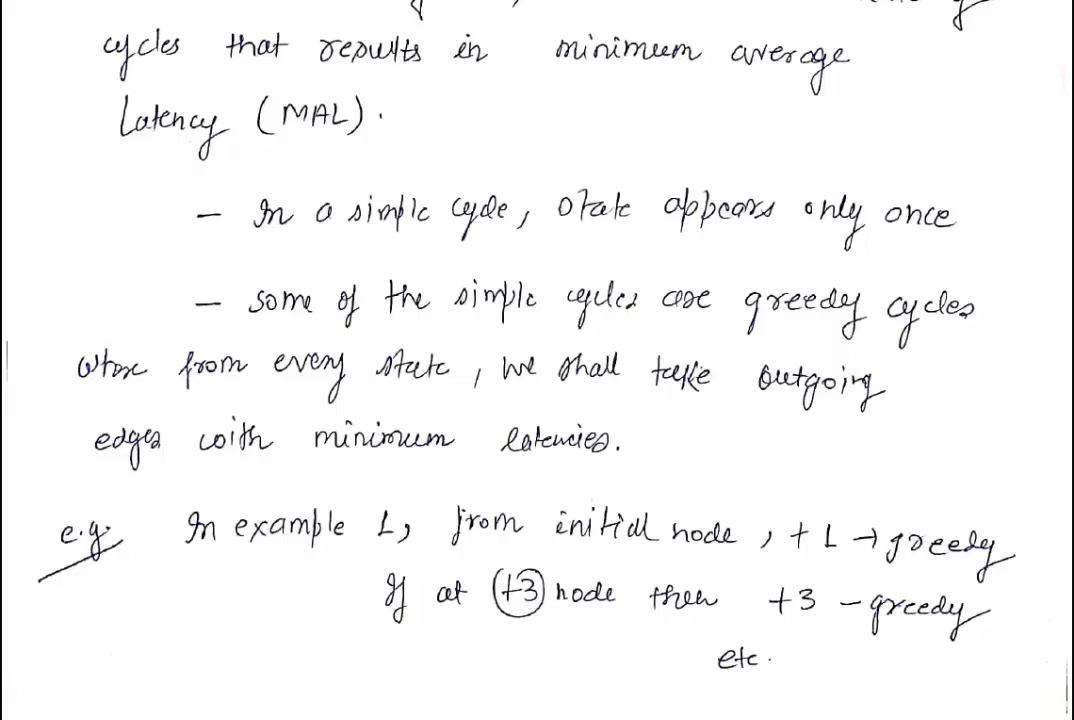 cycles that results in minimum average
Latency (MAL).
- In a simple cycle, state appears only once
- some of the simple cycles are greedy cycles
where from every state, we shall take outgoing
edges with minimum latencies.
e.g. In example 1, from initial node, +1 → greedy
If at +3 node then +3 - greedy
etc.